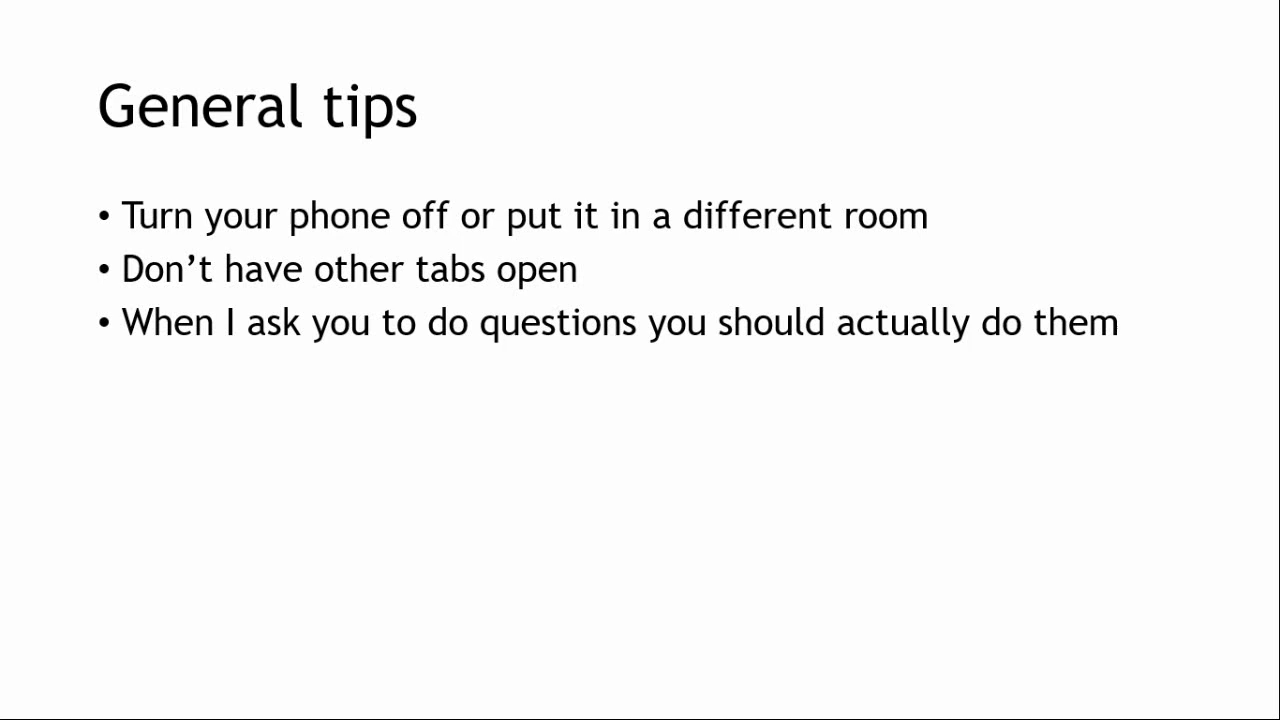 General tips
• Turn your phone off or put it in a different room
• Don’t have other tabs open
• When I ask you to do questions you should actually do them